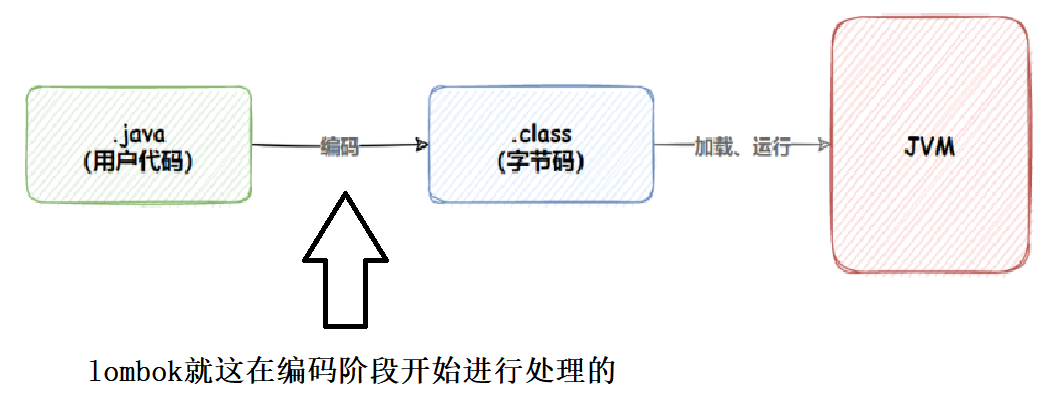 .java
(用户代码)
编码
.class
(字节码)
加载、运行
JVM
lombok就这在编码阶段开始进行处理的